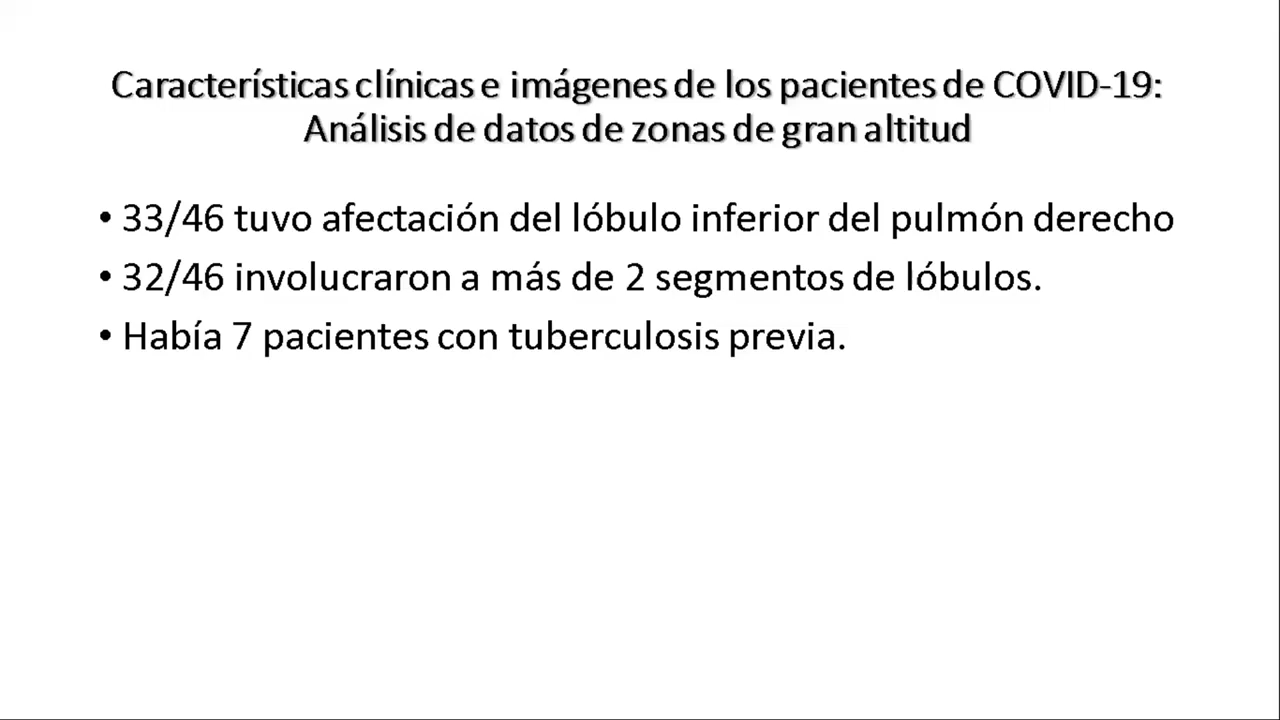 Características clínicas e imágenes de los pacientes de COVID-19:
Análisis de datos de zonas de gran altitud
• 33/46 tuvo afectación del lóbulo inferior del pulmón derecho
• 32/46 involucraron a más de 2 segmentos de lóbulos.
• Había 7 pacientes con tuberculosis previa.